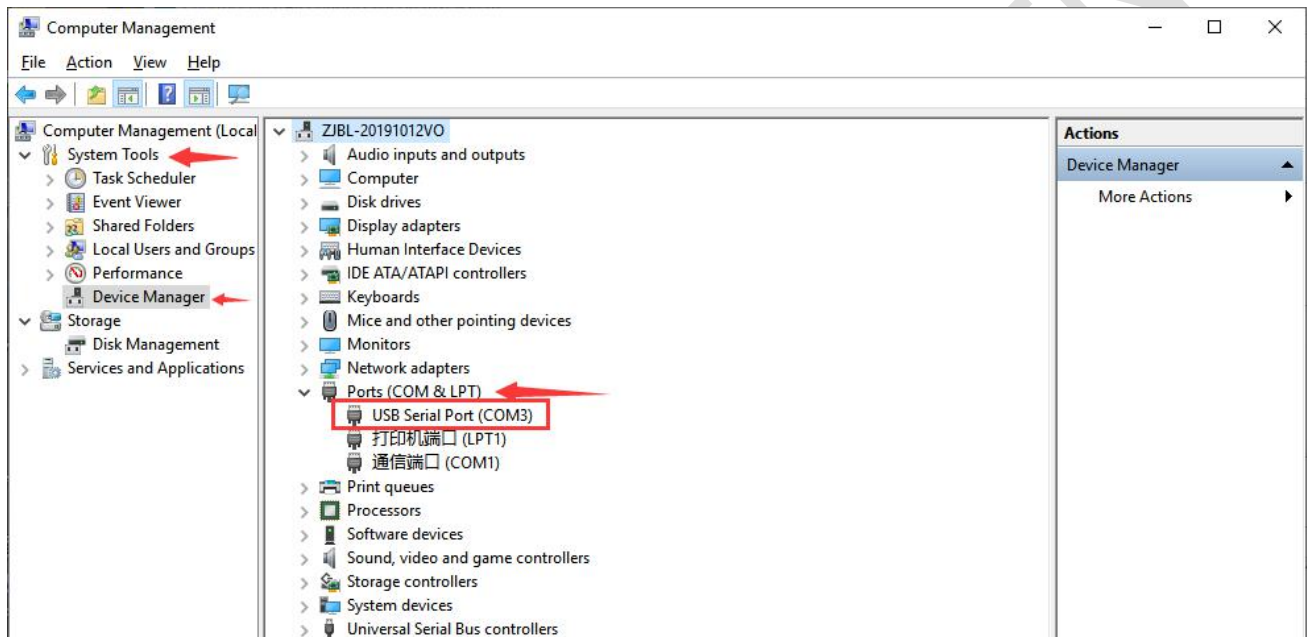 Computer Management
File Action View Help
Computer Management (Local
System Tools
Task Scheduler
Event Viewer
Shared Folders
Local Users and Groups
Performance
Device Manager
Storage
Disk Management
Services and Applications
ZJBL-20191012VO
Audio inputs and outputs
Computer
Disk drives
Display adapters
Human Interface Devices
IDE ATA/ATAPI controllers
Keyboards
Mice and other pointing devices
Monitors
Network adapters
Ports (COM & LPT)
USB Serial Port (COM3)
打印机端口 (LPT1)
通信端口 (COM1)
Print queues
Processors
Software devices
Sound, video and game controllers
Storage controllers
System devices
Universal Serial Bus controllers
Actions
Device Manager
More Actions